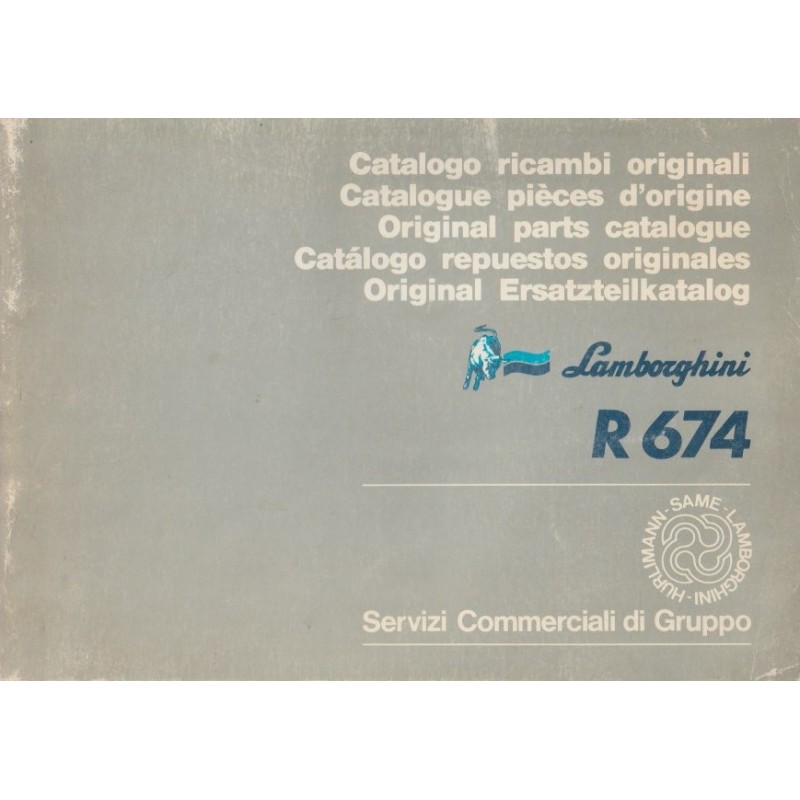 Catalogo ricambi originali
Catalogue pièces d'origine
Original parts catalogue
Catálogo repuestos originales
Original Ersatzteilkatalog
Lamborghini
R 674
HURLIMANN-SAME-LAMBORGHINI-
Servizi Commerciali di Gruppo